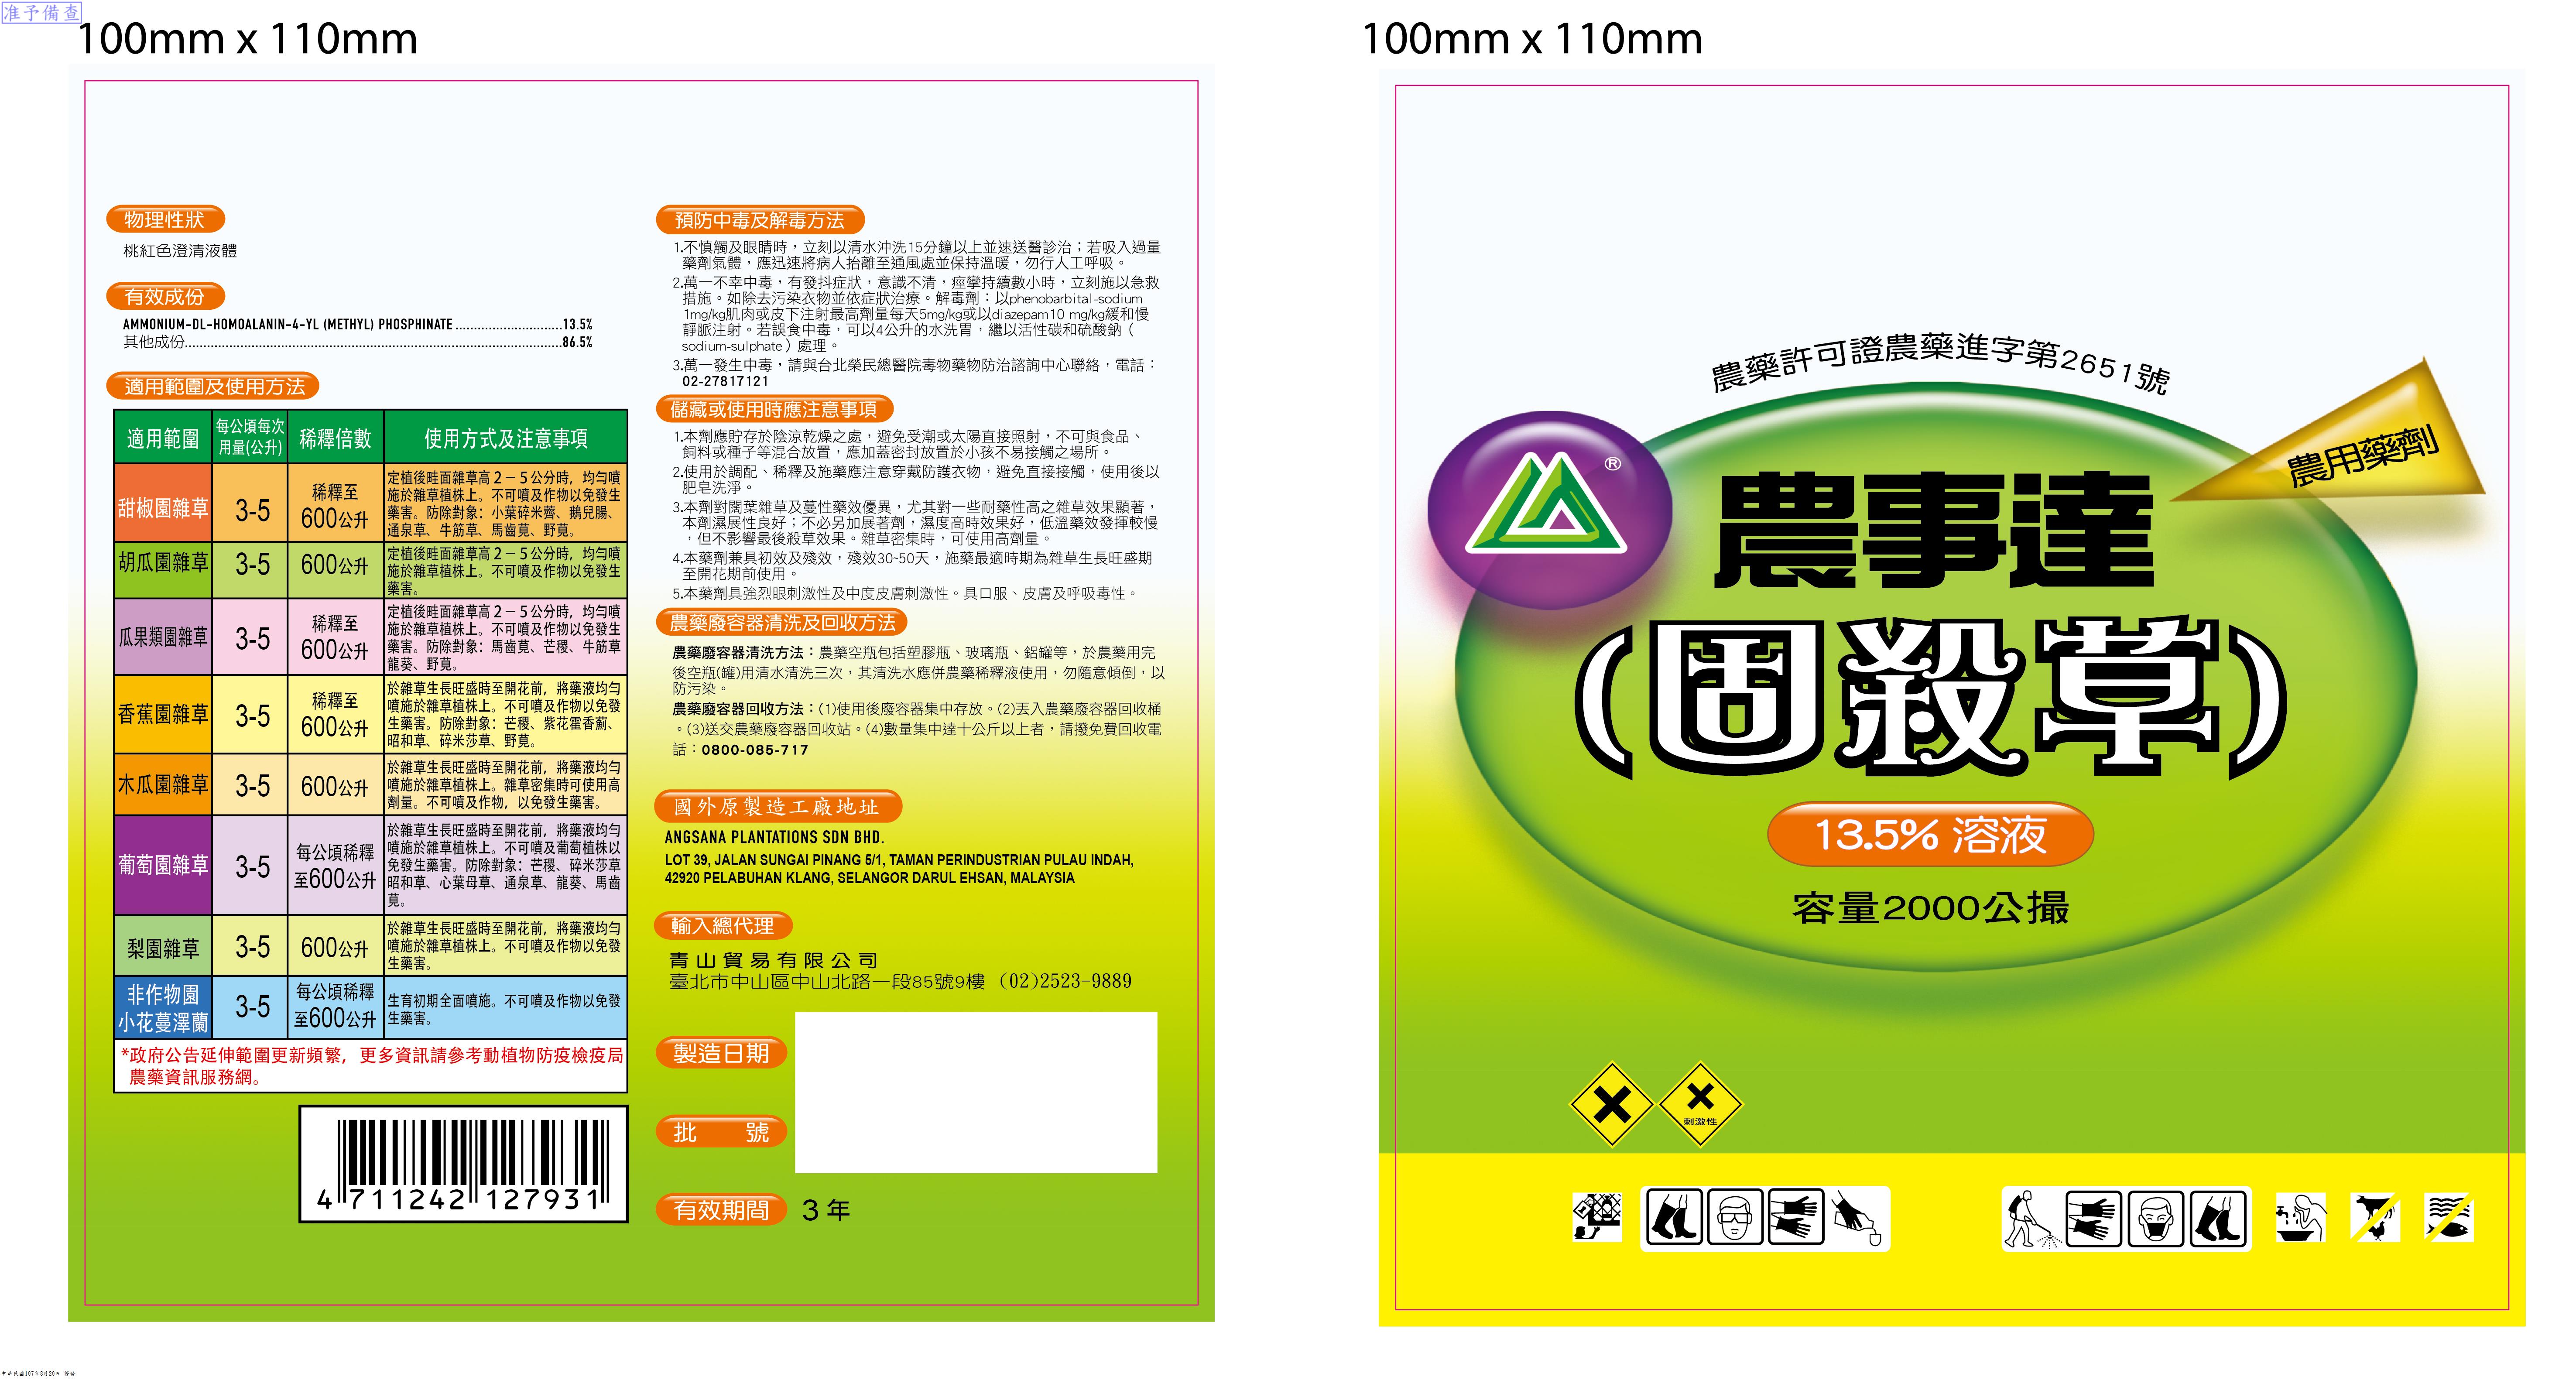 准予備查
100mm x 110mm
物理性狀
桃紅色澄清液體
有效成份
AMMONIUM-DL-HOMOALANIN-4-YL (METHYL) PHOSPHINATE ............................13.5%
其他成份....................................................................................................86.5%
適用範圍及使用方法
適用範圍 每公頃每次用量(公升) 稀釋倍數 使用方式及注意事項
甜椒園雜草 3-5 稀釋至600公升
定植後畦面雜草高2－5公分時，均勻噴
施於雜草植株上。不可噴及作物以免發生
藥害。防除對象：小葉碎米薺、鵝兒腸、
通泉草、牛筋草、馬齒莧、野莧。
胡瓜園雜草 3-5 600公升
定植後畦面雜草高2－5公分時，均勻噴
施於雜草植株上。不可噴及作物以免發生
藥害。
瓜果類園雜草 3-5 稀釋至600公升
定植後畦面雜草高2－5公分時，均勻噴
施於雜草植株上。不可噴及作物以免發生
藥害。防除對象：馬齒莧、芒稷、牛筋草
龍葵、野莧。
香蕉園雜草 3-5 稀釋至600公升
於雜草生長旺盛時至開花前，將藥液均勻
噴施於雜草植株上。不可噴及作物以免發
生藥害。防除對象：芒稷、紫花霍香薊、
昭和草、碎米莎草、野莧。
木瓜園雜草 3-5 600公升
於雜草生長旺盛時至開花前，將藥液均勻
噴施於雜草植株上。雜草密集時可使用高
劑量。不可噴及作物，以免發生藥害。
葡萄園雜草 3-5 每公頃稀釋至600公升
於雜草生長旺盛時至開花前，將藥液均勻
噴施於雜草植株上。不可噴及葡萄植株以
免發生藥害。防除對象：芒稷、碎米莎草
昭和草、心葉母草、通泉草、龍葵、馬齒
莧。
梨園雜草 3-5 600公升
於雜草生長旺盛時至開花前，將藥液均勻
噴施於雜草植株上。不可噴及作物以免發
生藥害。
非作物園小花蔓澤蘭 3-5 每公頃稀釋至600公升
生育初期全面噴施。不可噴及作物以免發
生藥害。
*政府公告延伸範圍更新頻繁，更多資訊請參考動植物防疫檢疫局
農藥資訊服務網。
4 711242 127931
預防中毒及解毒方法
1.不慎觸及眼睛時，立刻以清水沖洗15分鐘以上並速送醫診治；若吸入過量
藥劑氣體，應迅速將病人抬離至通風處並保持溫暖，勿行人工呼吸。
2.萬一不幸中毒，有發抖症狀，意識不清，痙攣持續數小時，立刻施以急救
措施。如除去污染衣物並依症狀治療。解毒劑：以phenobarbital-sodium
1mg/kg肌肉或皮下注射最高劑量每天5mg/kg或以diazepam10 mg/kg緩和慢
靜脈注射。若誤食中毒，可以4公升的水洗胃，繼以活性碳和硫酸鈉（
sodium-sulphate）處理。
3.萬一發生中毒，請與台北榮民總醫院毒物藥物防治諮詢中心聯絡，電話：
02-27817121
儲藏或使用時應注意事項
1.本劑應貯存於陰涼乾燥之處，避免受潮或太陽直接照射，不可與食品、
飼料或種子等混合放置，應加蓋密封放置於小孩不易接觸之場所。
2.使用於調配、稀釋及施藥應注意穿戴防護衣物，避免直接接觸，使用後以
肥皂洗淨。
3.本劑對闊葉雜草及蔓性藥效優異，尤其對一些耐藥性高之雜草效果顯著，
本劑濕展性良好；不必另加展著劑，濕度高時效果好，低溫藥效發揮較慢
，但不影響最後殺草效果。雜草密集時，可使用高劑量。
4.本藥劑兼具初效及殘效，殘效30~50天，施藥最適時期為雜草生長旺盛期
至開花期前使用。
5.本藥劑具強烈眼刺激性及中度皮膚刺激性。具口服、皮膚及呼吸毒性。
農藥廢容器清洗及回收方法
農藥廢容器清洗方法：農藥空瓶包括塑膠瓶、玻璃瓶、鋁罐等，於農藥用完
後空瓶(罐)用清水清洗三次，其清洗水應併農藥稀釋液使用，勿隨意傾倒，以
防污染。
農藥廢容器回收方法：(1)使用後廢容器集中存放。(2)丟入農藥廢容器回收桶
。(3)送交農藥廢容器回收站。(4)數量集中達十公斤以上者，請撥免費回收電
話：0800-085-717
國外原製造工廠地址
ANGSANA PLANTATIONS SDN BHD.
LOT 39, JALAN SUNGAI PINANG 5/1, TAMAN PERINDUSTRIAN PULAU INDAH,
42920 PELABUHAN KLANG, SELANGOR DARUL EHSAN, MALAYSIA
輸入總代理
青山貿易有限公司
臺北市中山區中山北路一段85號9樓 (02)2523-9889
製造日期
批 號
有效期間 3 年
100mm x 110mm
農藥許可證農藥進字第2651號
農用藥劑
®
農事達
(固殺草)
13.5% 溶液
容量2000公撮
刺激性
中華民國107年8月20日 簽發